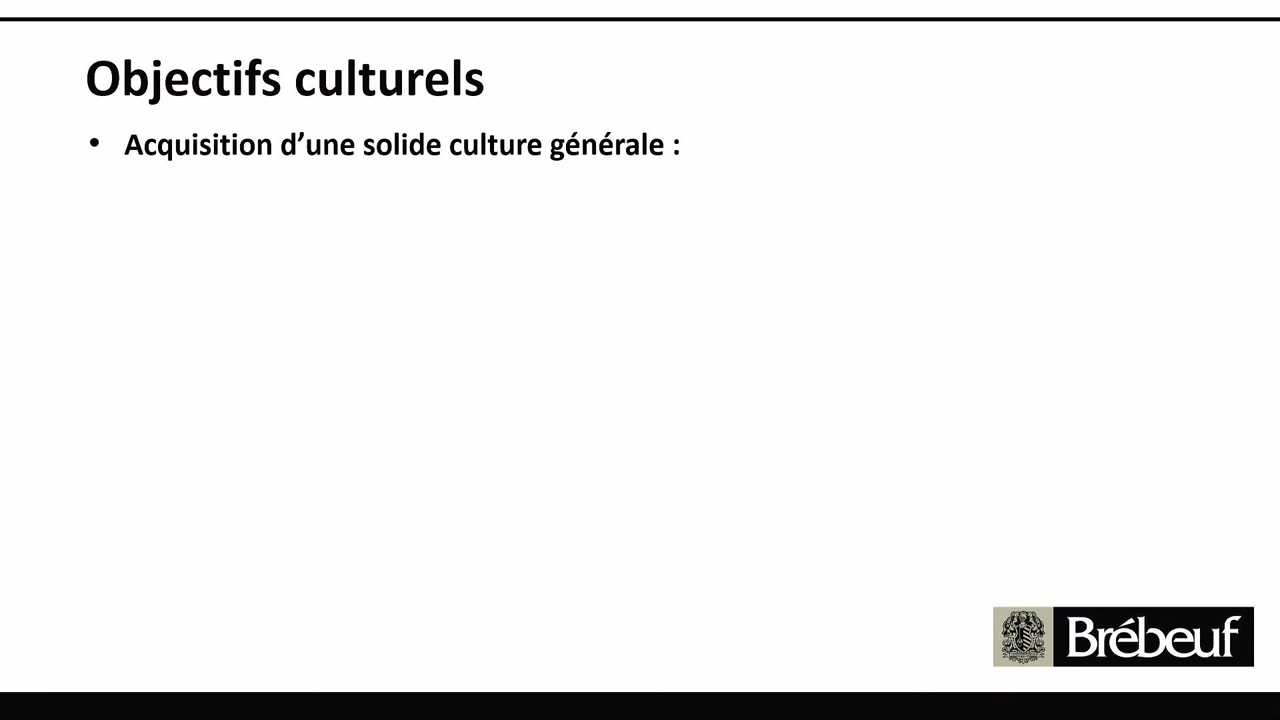 Objectifs culturels
• Acquisition d’une solide culture générale :
Brébeuf